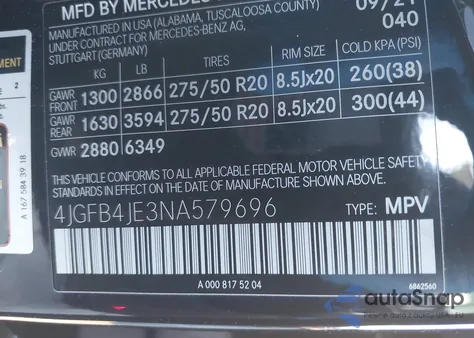 MFD BY MERCEDES
MANUFACTURED IN USA (ALABAMA, TUSCALOOSA COUNTY)
UNDER CONTRACT FOR MERCEDES-BENZ AG,
STUTTGART (GERMANY)
09/21
040
KG LB TIRES RIM SIZE COLD KPA (PSI)
GAWR FRONT 1300 2866 275/50 R20 8.5Jx20 260(38)
GAWR REAR 1630 3594 275/50 R20 8.5Jx20 300(44)
GVWR 2880 6349
THIS VEHICLE CONFORMS TO ALL APPLICABLE FEDERAL MOTOR VEHICLE SAFETY
STANDARDS IN EFFECT ON THE DATE OF MANUFACTURE SHOWN ABOVE.
4JGFB4JE3NA579696 TYPE: MPV
A 000 817 52 04
6862560
EMENT
2
A 167 584 39 18
autoSnap